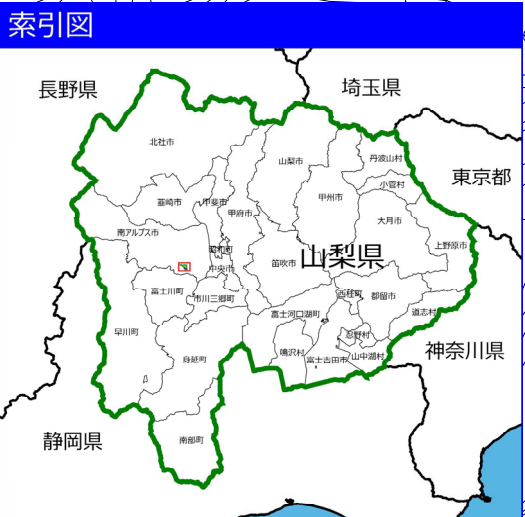 索引図
長野県
埼玉県
北社市
山梨市
丹波山村
小菅村
東京都
韮崎市
甲斐市
甲府市
甲州市
大月市
南アルプス市
昭和町
上野原市
山梨県
中央市
笛吹市
富士川町
市川三郷町
西桂町
都留市
道志村
富士河口湖町
早川町
忍野村
神奈川県
身延町
鳴沢村
富士吉田市
山中湖村
静岡県
南部町